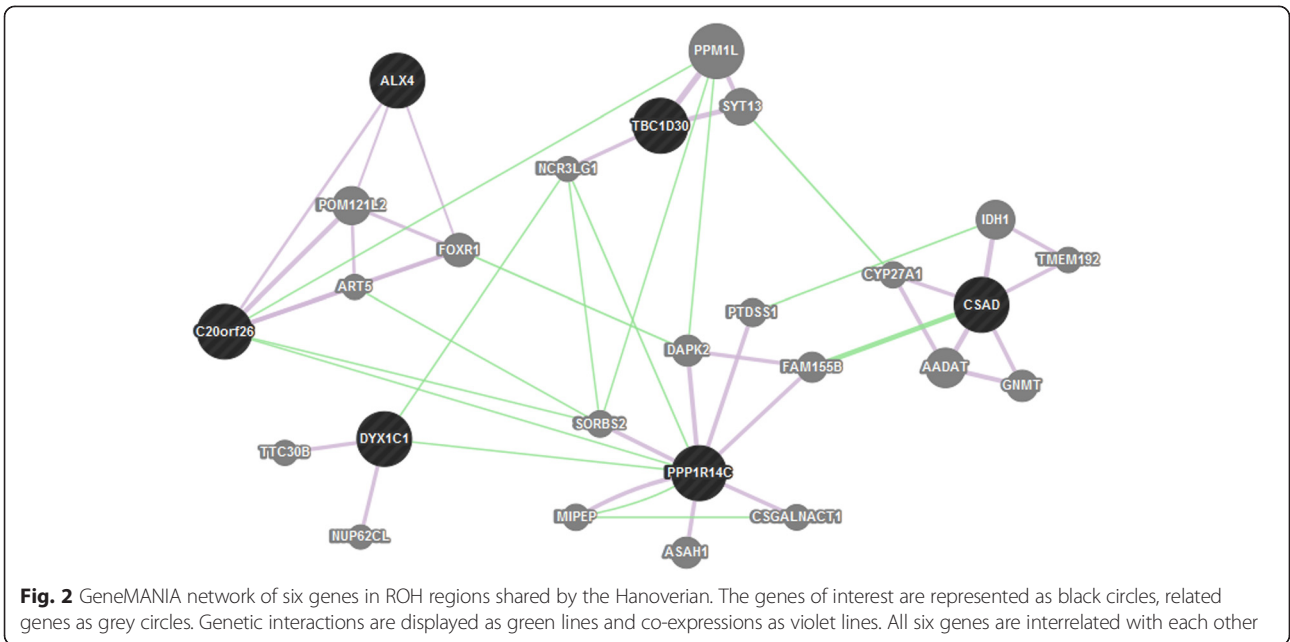 PPM1L
ALX4
SYT13
TBC1D30
NCR3LG1
POM121L2
IDH1
FOXR1
TMEM192
CYP27A1
ART5
PTDSS1
CSAD
C20orf26
DAPK2
FAM155B
AADAT
GNMT
SORBS2
DYX1C1
TTC30B
PPP1R14C
MIPEP
CSGALNACT1
NUP62CL
ASAH1
Fig. 2 GeneMANIA network of six genes in ROH regions shared by the Hanoverian. The genes of interest are represented as black circles, related
genes as grey circles. Genetic interactions are displayed as green lines and co-expressions as violet lines. All six genes are interrelated with each other